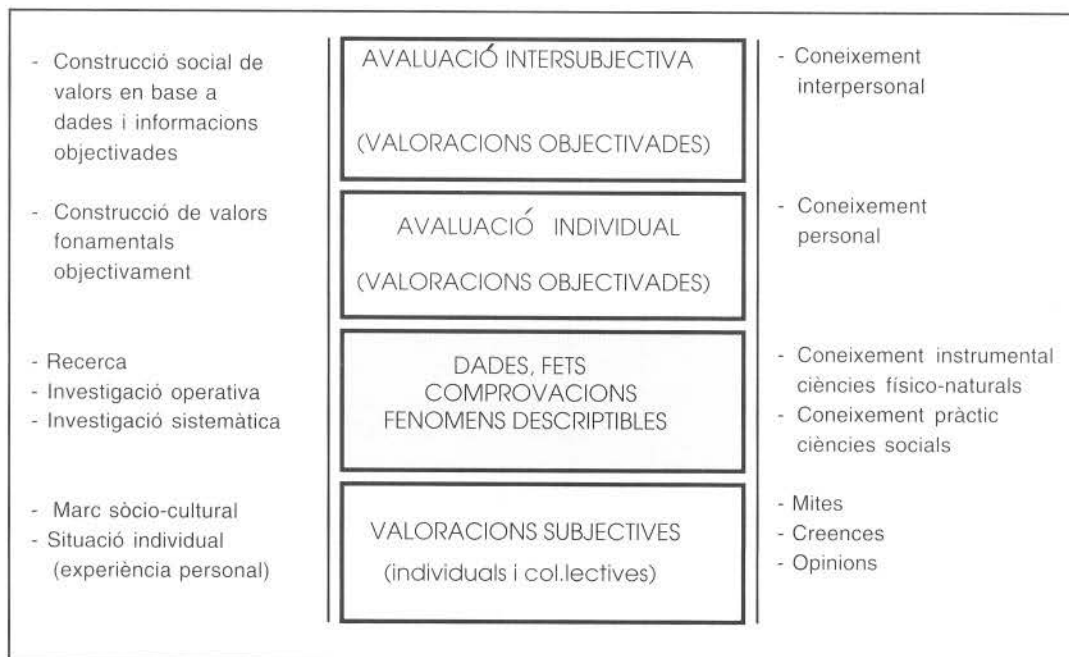 - Construcció social de
valors en base a
dades i informacions
objectivades
AVALUACIÓ INTERSUBJECTIVA
(VALORACIONS OBJECTIVADES)
- Coneixement
interpersonal
- Construcció de valors
fonamentals
objectivament
AVALUACIÓ INDIVIDUAL
(VALORACIONS OBJECTIVADES)
- Coneixement
personal
- Recerca
- Investigació operativa
- Investigació sistemàtica
DADES, FETS
COMPROVACIONS
FENOMENS DESCRIPTIBLES
- Coneixement instrumental
ciències físico-naturals
- Coneixement pràctic
ciències socials
- Marc sòcio-cultural
- Situació individual
(experiència personal)
VALORACIONS SUBJECTIVES
(individuals i col.lectives)
- Mites
- Creences
- Opinions